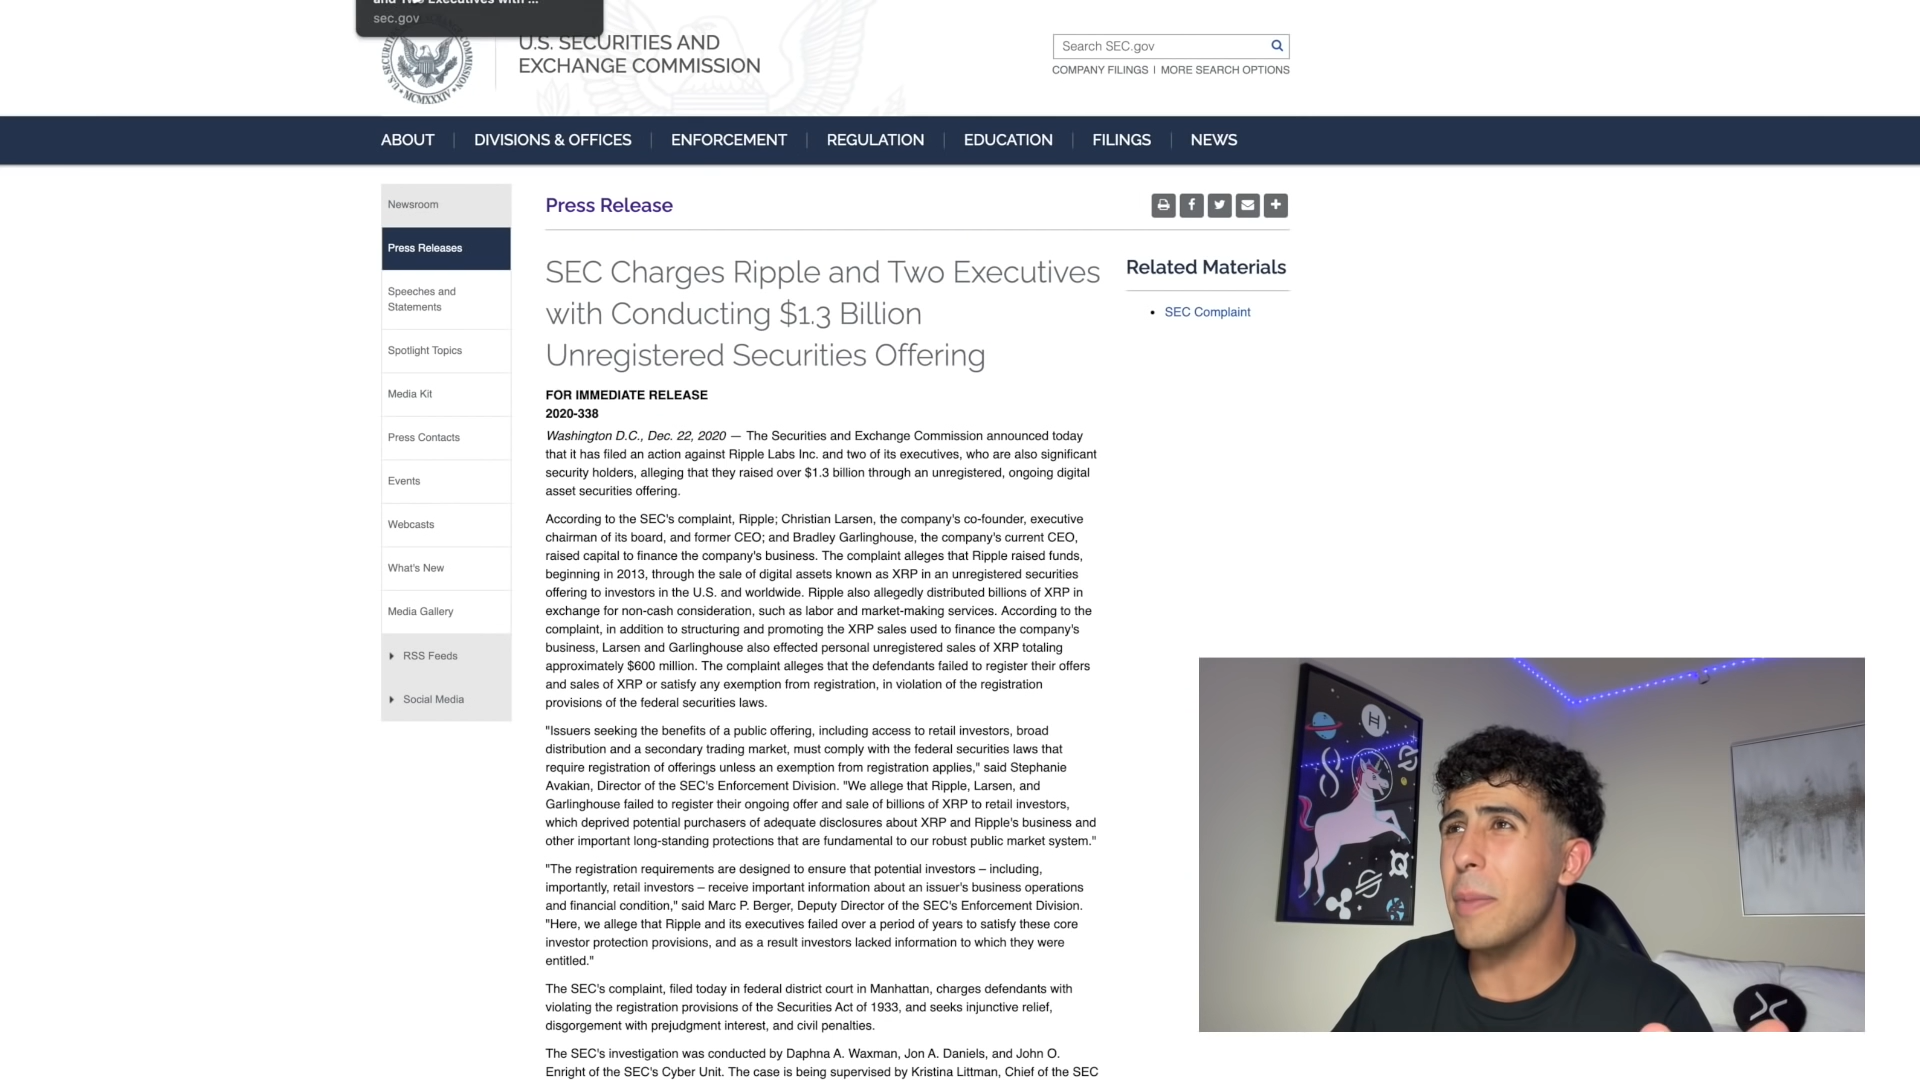 and Two Executives with ...
sec.gov
MCMXXXIV
U.S. SECURITIES AND
EXCHANGE COMMISSION
Search SEC.gov
COMPANY FILINGS | MORE SEARCH OPTIONS
ABOUT
DIVISIONS & OFFICES
ENFORCEMENT
REGULATION
EDUCATION
FILINGS
NEWS
Newsroom
Press Releases
Speeches and
Statements
Spotlight Topics
Media Kit
Press Contacts
Events
Webcasts
What's New
Media Gallery
RSS Feeds
Social Media
Press Release
SEC Charges Ripple and Two Executives
with Conducting $1.3 Billion
Unregistered Securities Offering
FOR IMMEDIATE RELEASE
2020-338
Washington D.C., Dec. 22, 2020 — The Securities and Exchange Commission announced today
that it has filed an action against Ripple Labs Inc. and two of its executives, who are also significant
security holders, alleging that they raised over $1.3 billion through an unregistered, ongoing digital
asset securities offering.
According to the SEC's complaint, Ripple; Christian Larsen, the company's co-founder, executive
chairman of its board, and former CEO; and Bradley Garlinghouse, the company's current CEO,
raised capital to finance the company's business. The complaint alleges that Ripple raised funds,
beginning in 2013, through the sale of digital assets known as XRP in an unregistered securities
offering to investors in the U.S. and worldwide. Ripple also allegedly distributed billions of XRP in
exchange for non-cash consideration, such as labor and market-making services. According to the
complaint, in addition to structuring and promoting the XRP sales used to finance the company's
business, Larsen and Garlinghouse also effected personal unregistered sales of XRP totaling
approximately $600 million. The complaint alleges that the defendants failed to register their offers
and sales of XRP or satisfy any exemption from registration, in violation of the registration
provisions of the federal securities laws.
"Issuers seeking the benefits of a public offering, including access to retail investors, broad
distribution and a secondary trading market, must comply with the federal securities laws that
require registration of offerings unless an exemption from registration applies," said Stephanie
Avakian, Director of the SEC's Enforcement Division. "We allege that Ripple, Larsen, and
Garlinghouse failed to register their ongoing offer and sale of billions of XRP to retail investors,
which deprived potential purchasers of adequate disclosures about XRP and Ripple's business and
other important long-standing protections that are fundamental to our robust public market system."
"The registration requirements are designed to ensure that potential investors – including,
importantly, retail investors – receive important information about an issuer's business operations
and financial condition," said Marc P. Berger, Deputy Director of the SEC's Enforcement Division.
"Here, we allege that Ripple and its executives failed over a period of years to satisfy these core
investor protection provisions, and as a result investors lacked information to which they were
entitled."
The SEC's complaint, filed today in federal district court in Manhattan, charges defendants with
violating the registration provisions of the Securities Act of 1933, and seeks injunctive relief,
disgorgement with prejudgment interest, and civil penalties.
The SEC's investigation was conducted by Daphna A. Waxman, Jon A. Daniels, and John O.
Enright of the SEC's Cyber Unit. The case is being supervised by Kristina Littman, Chief of the SEC
Related Materials
SEC Complaint